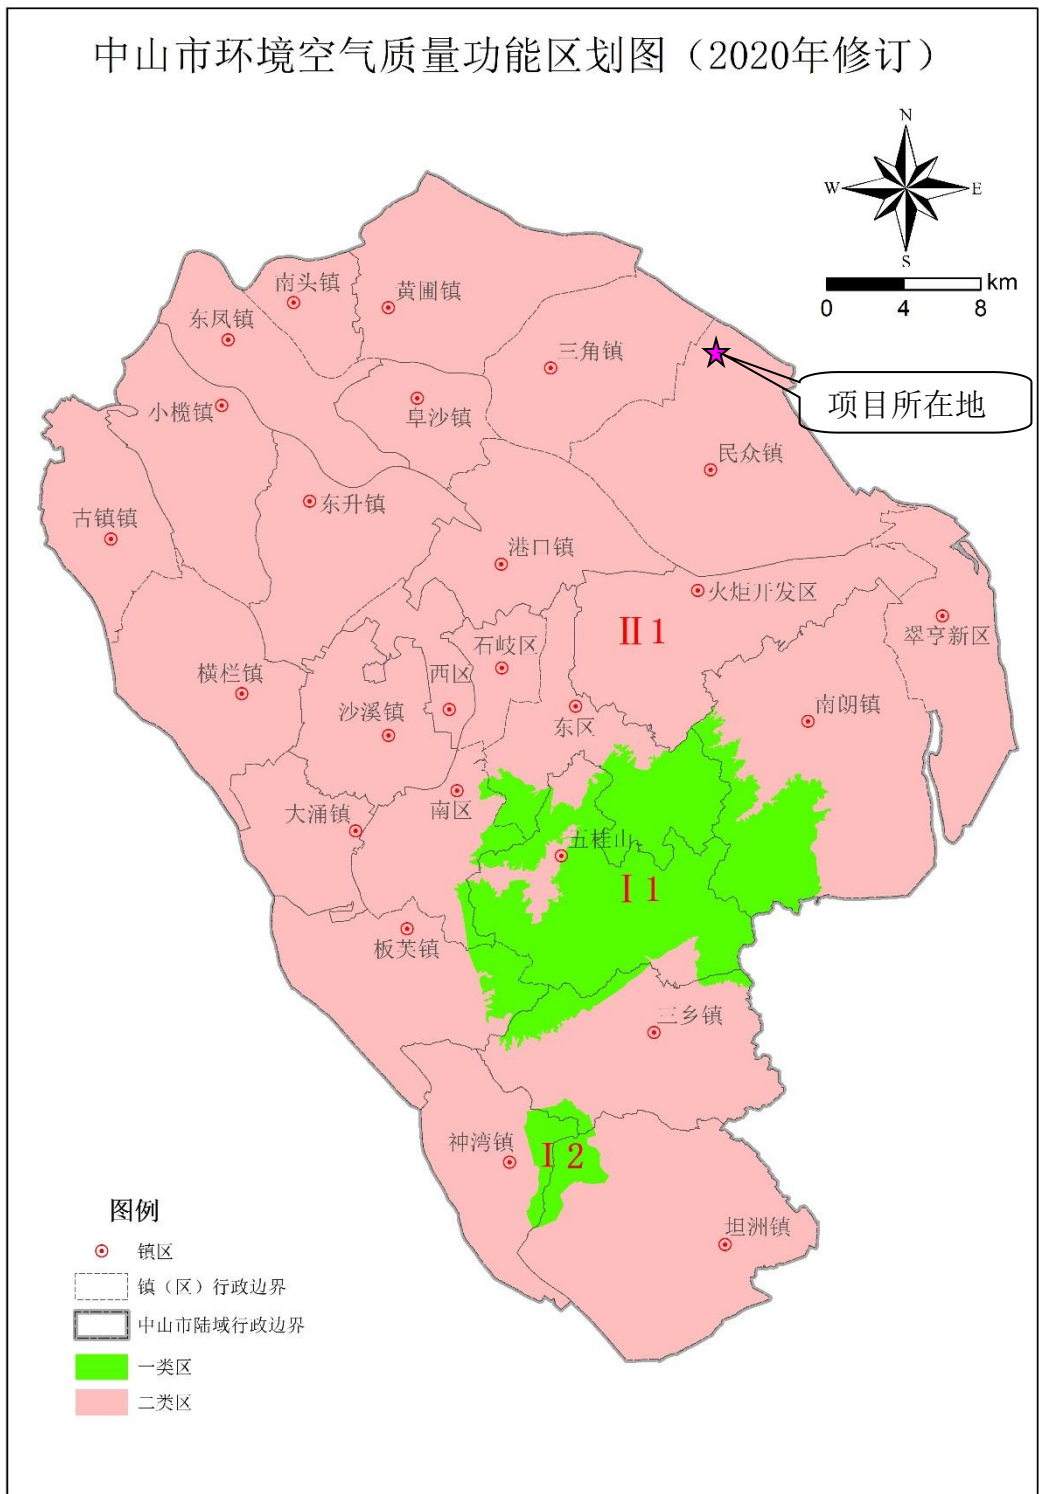 中山市环境空气质量功能区划图（2020年修订）
N
W
E
S
km
0
4
8
南头镇
黄圃镇
东凤镇
三角镇
项目所在地
小榄镇
阜沙镇
民众镇
东升镇
古镇镇
港口镇
火炬开发区
II 1
翠亨新区
石岐区
横栏镇
西区
沙溪镇
东区
南朗镇
南区
大涌镇
五桂山
I 1
板芙镇
三乡镇
神湾镇
I 2
坦洲镇
图例
镇区
镇（区）行政边界
中山市陆域行政边界
一类区
二类区